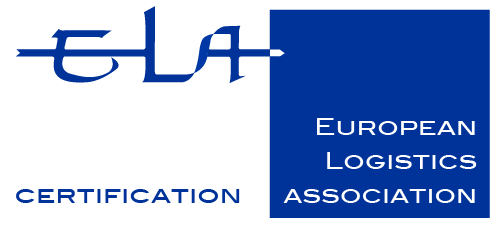 ELA
European
Logistics
CERTIFICATION association